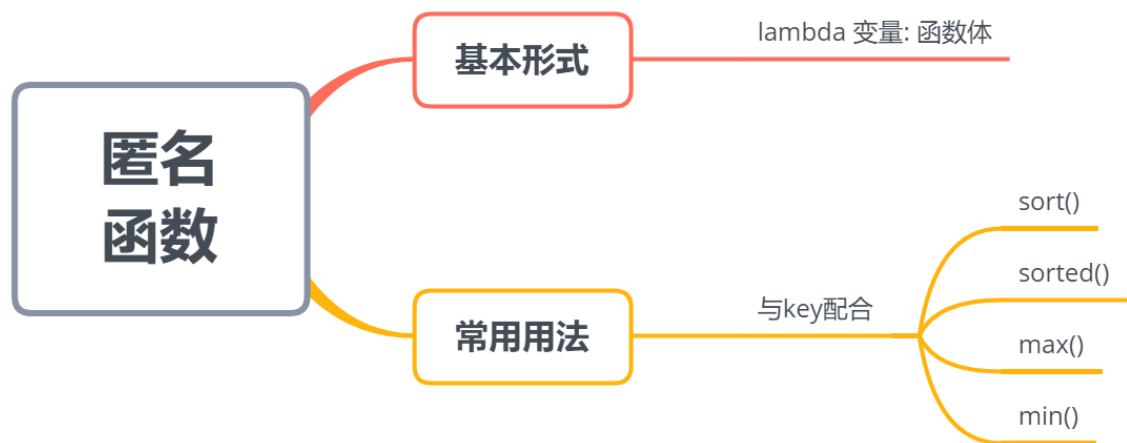 匿名
函数
基本形式
lambda 变量: 函数体
常用用法
与key配合
sort()
sorted()
max()
min()